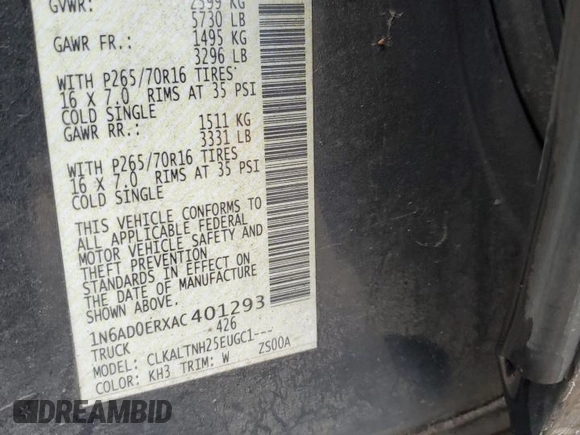 GVWR: 2599 KG
5730 LB
GAWR FR.: 1495 KG
3296 LB
WITH P265/70R16 TIRES
16 X 7.0 RIMS AT 35 PSI
COLD SINGLE
GAWR RR.: 1511 KG
3331 LB
WITH P265/70R16 TIRES
16 X 7.0 RIMS AT 35 PSI
COLD SINGLE
THIS VEHICLE CONFORMS TO
ALL APPLICABLE FEDERAL
MOTOR VEHICLE SAFETY AND
THEFT PREVENTION
STANDARDS IN EFFECT ON
THE DATE OF MANUFACTURE
SHOWN ABOVE.
1N6AD0ERXAC401293
TRUCK 426
MODEL: CLKALTNH25EUGC1---
COLOR: KH3 TRIM: W ZS00A
DREAMBID